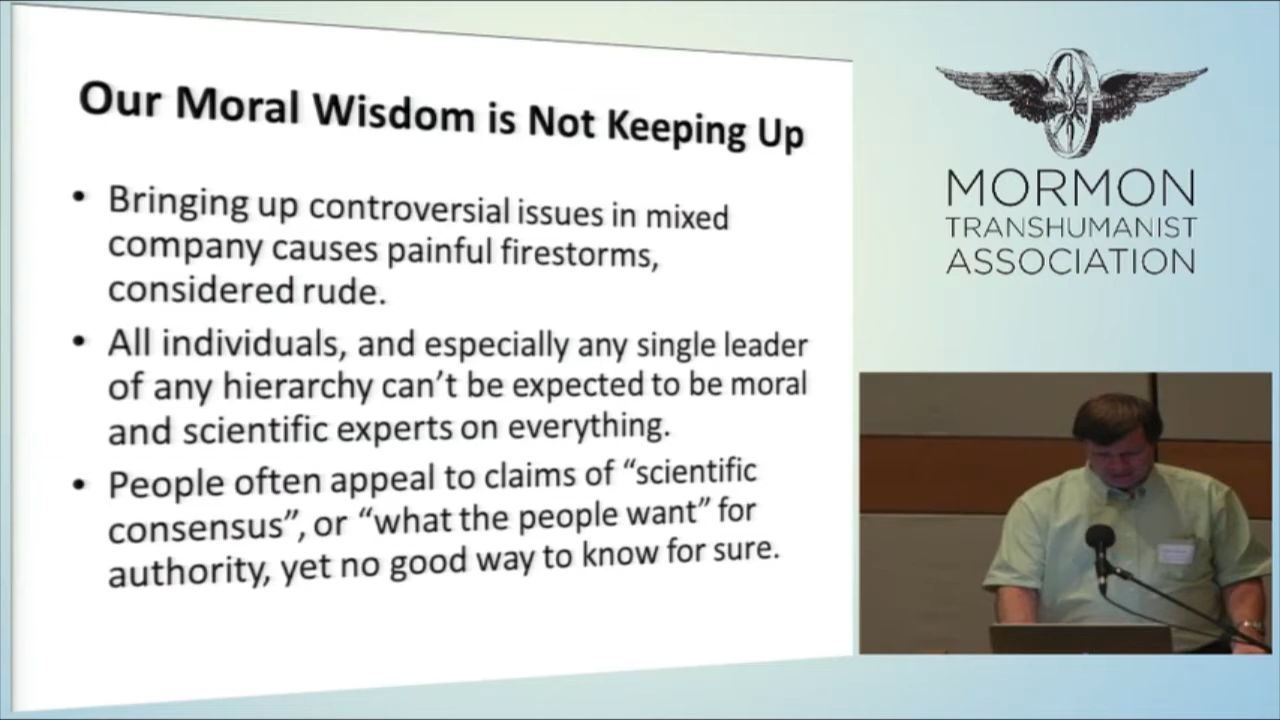 Our Moral Wisdom is Not Keeping Up
• Bringing up controversial issues in mixed
company causes painful firestorms,
considered rude.
• All individuals, and especially any single leader
of any hierarchy can’t be expected to be moral
and scientific experts on everything.
• People often appeal to claims of “scientific
consensus”, or “what the people want” for
authority, yet no good way to know for sure.
MORMON
TRANSHUMANIST
ASSOCIATION